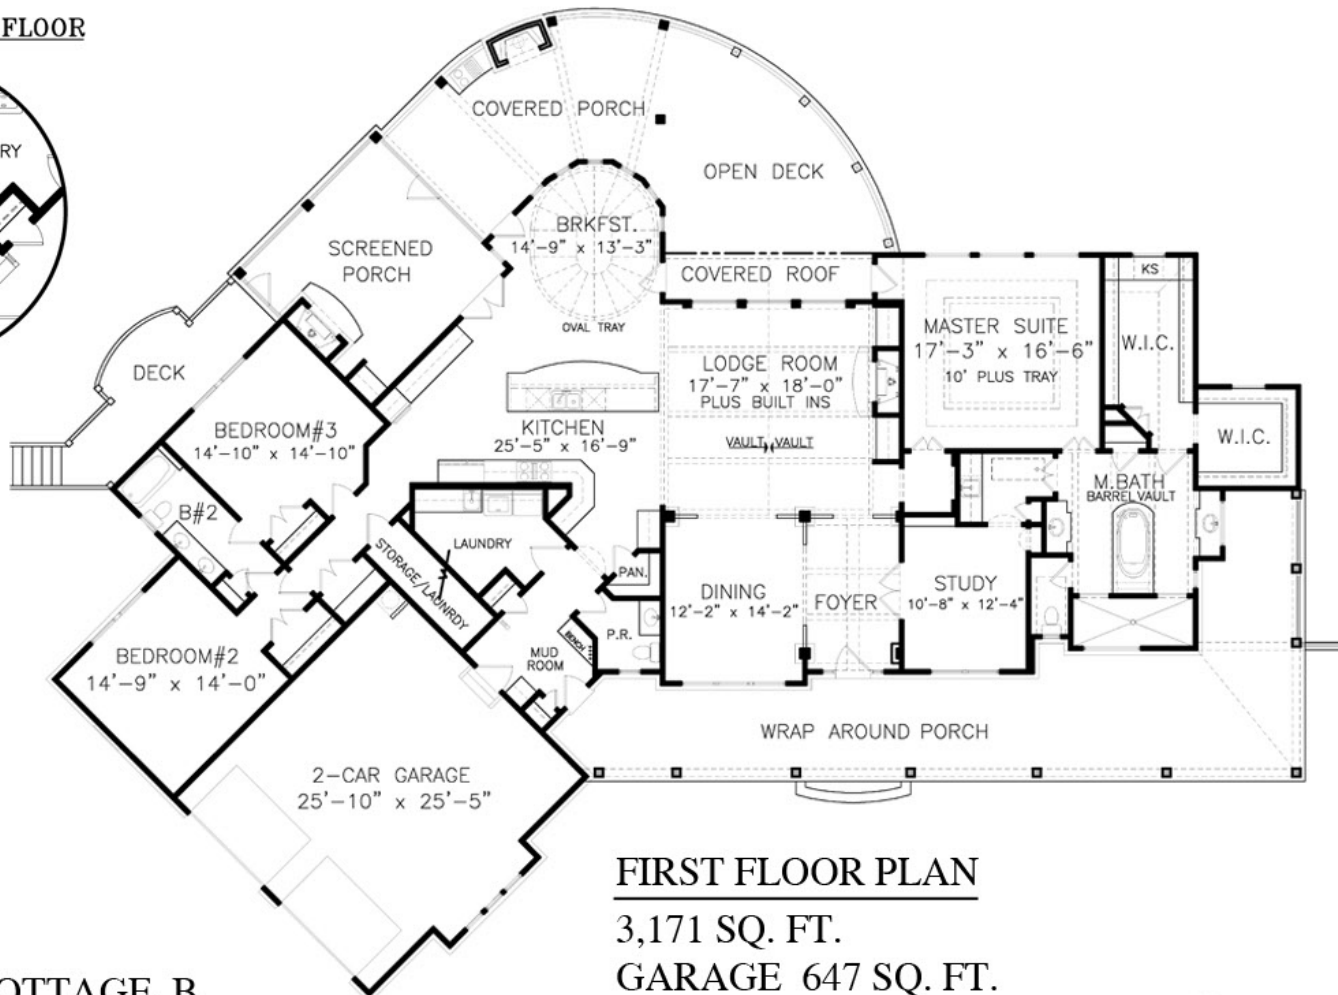 FLOOR
RY
COVERED PORCH
OPEN DECK
BRKFST.
14'-9" x 13'-3"
SCREENED
PORCH
COVERED ROOF
KS
OVAL TRAY
MASTER SUITE
17'-3" x 16'-6"
10' PLUS TRAY
W.I.C.
DECK
LODGE ROOM
17'-7" x 18'-0"
PLUS BUILT INS
BEDROOM#3
14'-10" x 14'-10"
KITCHEN
25'-5" x 16'-9"
VAULT VAULT
W.I.C.
M.BATH
BARREL VAULT
B#2
LAUNDRY
STORAGE/LAUNRDY
PAN.
DINING
12'-2" x 14'-2"
FOYER
STUDY
10'-8" x 12'-4"
P.R.
BENCH
MUD
ROOM
BEDROOM#2
14'-9" x 14'-0"
WRAP AROUND PORCH
2-CAR GARAGE
25'-10" x 25'-5"
FIRST FLOOR PLAN
3,171 SQ. FT.
GARAGE 647 SQ. FT.
OTTAGE B